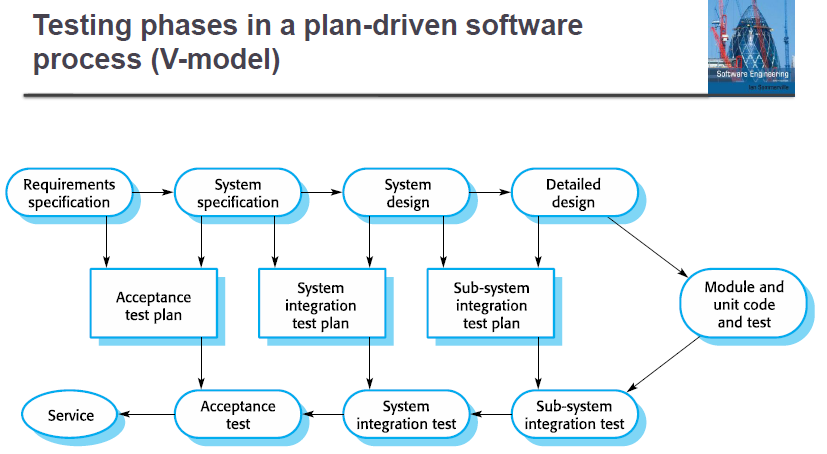 Testing phases in a plan-driven software
process (V-model)
Software Engineering
Ian Sommerville
Requirements
specification
System
specification
System
design
Detailed
design
Acceptance
test plan
System
integration
test plan
Sub-system
integration
test plan
Module and
unit code
and test
Service
Acceptance
test
System
integration test
Sub-system
integration test